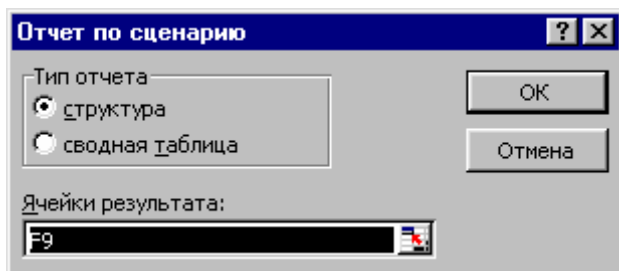 Отчет по сценарию
Тип отчета
структура
сводная таблица
OK
Отмена
Ячейки результата:
F9